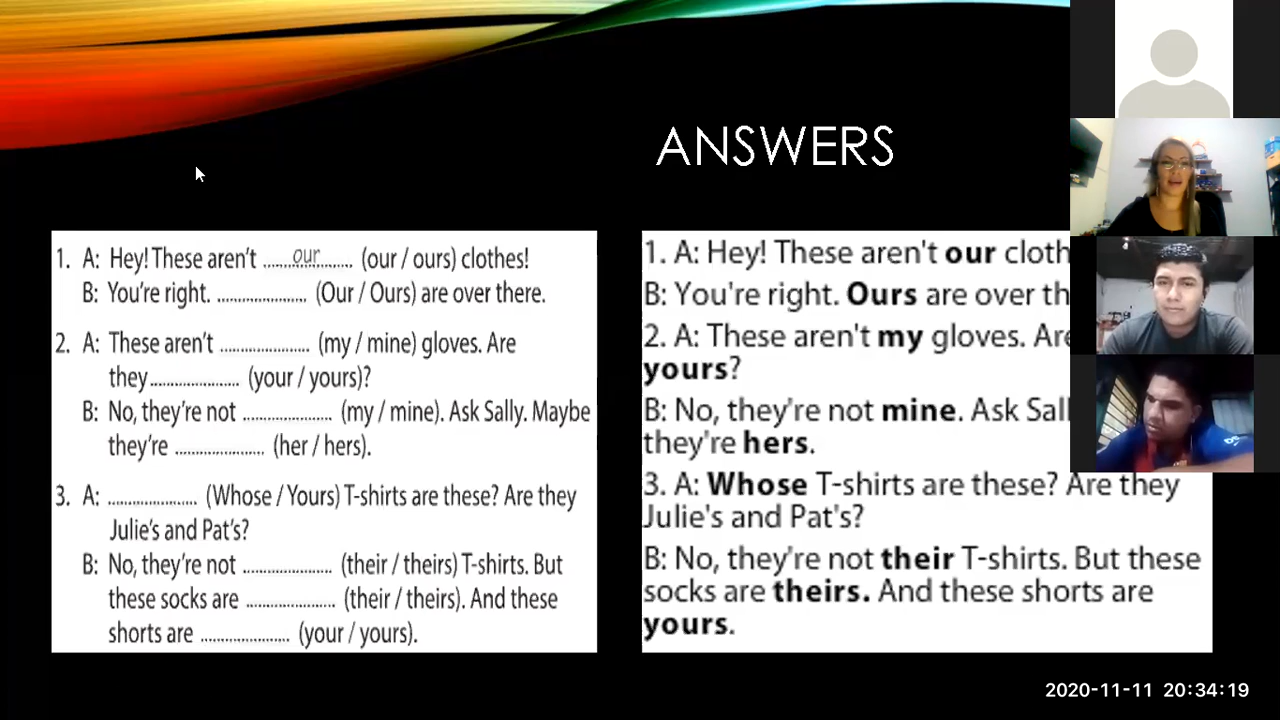 ANSWERS
1. A: Hey! These aren't ........our........ (our / ours) clothes!
B: You're right. ...................... (Our / Ours) are over there.
2. A: These aren't ...................... (my / mine) gloves. Are
they...................... (your / yours)?
B: No, they're not ...................... (my / mine). Ask Sally. Maybe
they're ...................... (her / hers).
3. A: ...................... (Whose / Yours) T-shirts are these? Are they
Julie's and Pat's?
B: No, they're not ...................... (their / theirs) T-shirts. But
these socks are ...................... (their / theirs). And these
shorts are ...................... (your / yours).
1. A: Hey! These aren't our cloth
B: You're right. Ours are over th
2. A: These aren't my gloves. Are
yours?
B: No, they're not mine. Ask Sal
they're hers.
3. A: Whose T-shirts are these? Are they
Julie's and Pat's?
B: No, they're not their T-shirts. But these
socks are theirs. And these shorts are
yours.
2020-11-11 20:34:19